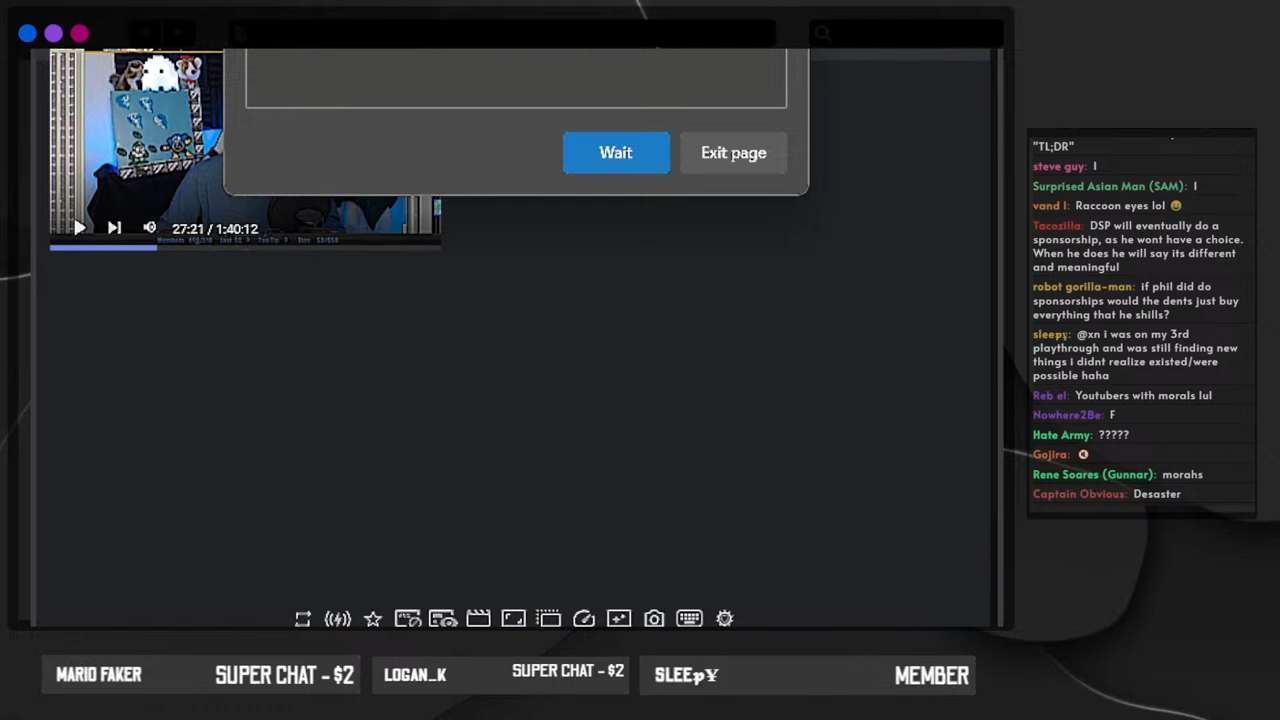 Wait
Exit page
27:21 / 1:40:12
"TL;DR"
steve guy: I
Surprised Asian Man (SAM): I
vand l: Raccoon eyes lol 😄
Tacozilla: DSP will eventually do a
sponsorship, as he wont have a choice.
When he does he will say its different
and meaningful
robot gorilla-man: if phil did do
sponsorships would the dents just buy
everything that he shills?
sleepy: @xn i was on my 3rd
playthrough and was still finding new
things i didnt realize existed/were
possible haha
Reb el: Youtubers with morals lul
Nowhere2Be: F
Hate Army: ?????
Gojira: 🔇
Rene Soares (Gunnar): morahs
Captain Obvious: Desaster
MARIO FAKER SUPER CHAT - $2
LOGAN_K SUPER CHAT - $2
SLEEp¥ MEMBER